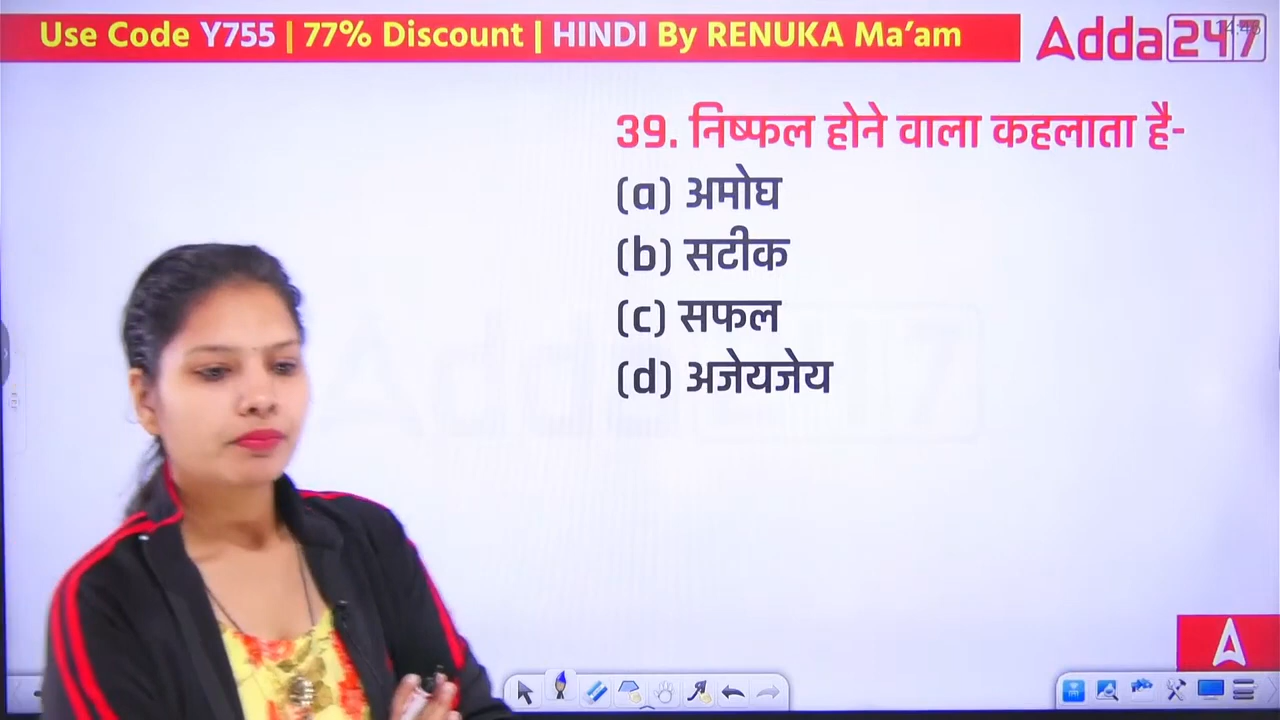 Use Code Y755 | 77% Discount | HINDI By RENUKA Ma’am
Adda247
39. निष्फल होने वाला कहलाता है-
(a) अमोघ
(b) सटीक
(c) सफल
(d) अजेयजेय